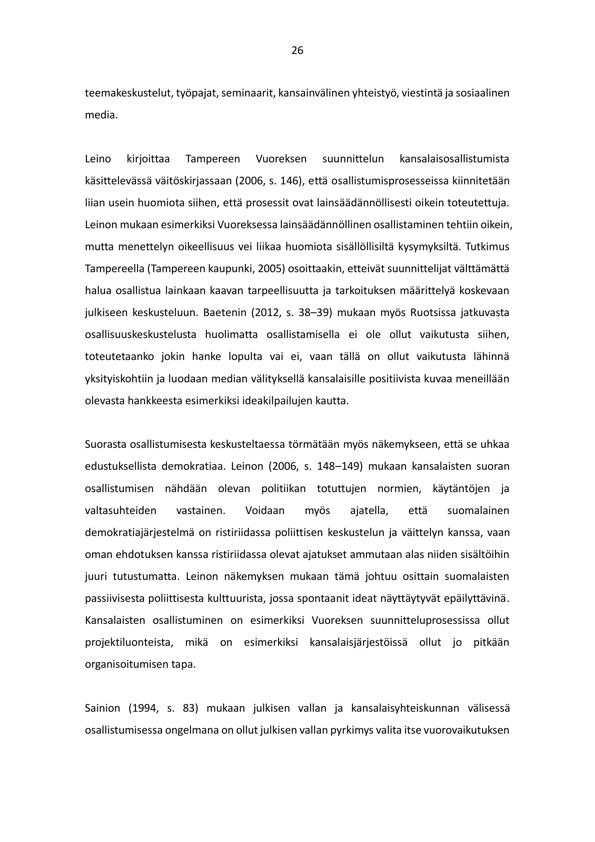 26
teemakeskustelut, työpajat, seminaarit, kansainvälinen yhteistyö, viestintä ja sosiaalinen
media.
Leino kirjoittaa Tampereen Vuoreksen suunnittelun kansalaisosallistumista
käsittelevässä väitöskirjassaan (2006, s. 146), että osallistumisprosesseissa kiinnitetään
liian usein huomiota siihen, että prosessit ovat lainsäädännöllisesti oikein toteutettuja.
Leinon mukaan esimerkiksi Vuoreksessa lainsäädännöllinen osallistaminen tehtiin oikein,
mutta menettelyn oikeellisuus vei liikaa huomiota sisällöllisiltä kysymyksiltä. Tutkimus
Tampereella (Tampereen kaupunki, 2005) osoittaakin, etteivät suunnittelijat välttämättä
halua osallistua lainkaan kaavan tarpeellisuutta ja tarkoituksen määrittelyä koskevaan
julkiseen keskusteluun. Baetenin (2012, s. 38–39) mukaan myös Ruotsissa jatkuvasta
osallisuuskeskustelusta huolimatta osallistamisella ei ole ollut vaikutusta siihen,
toteutetaanko jokin hanke lopulta vai ei, vaan tällä on ollut vaikutusta lähinnä
yksityiskohtiin ja luodaan median välityksellä kansalaisille positiivista kuvaa meneillään
olevasta hankkeesta esimerkiksi ideakilpailujen kautta.
Suorasta osallistumisesta keskusteltaessa törmätään myös näkemykseen, että se uhkaa
edustuksellista demokratiaa. Leinon (2006, s. 148–149) mukaan kansalaisten suoran
osallistumisen nähdään olevan politiikan totuttujen normien, käytäntöjen ja
valtasuhteiden vastainen. Voidaan myös ajatella, että suomalainen
demokratiajärjestelmä on ristiriidassa poliittisen keskustelun ja väittelyn kanssa, vaan
oman ehdotuksen kanssa ristiriidassa olevat ajatukset ammutaan alas niiden sisältöihin
juuri tutustumatta. Leinon näkemyksen mukaan tämä johtuu osittain suomalaisten
passiivisesta poliittisesta kulttuurista, jossa spontaanit ideat näyttäytyvät epäilyttävinä.
Kansalaisten osallistuminen on esimerkiksi Vuoreksen suunnitteluprosessissa ollut
projektiluonteista, mikä on esimerkiksi kansalaisjärjestöissä ollut jo pitkään
organisoitumisen tapa.
Sainion (1994, s. 83) mukaan julkisen vallan ja kansalaisyhteiskunnan välisessä
osallistumisessa ongelmana on ollut julkisen vallan pyrkimys valita itse vuorovaikutuksen